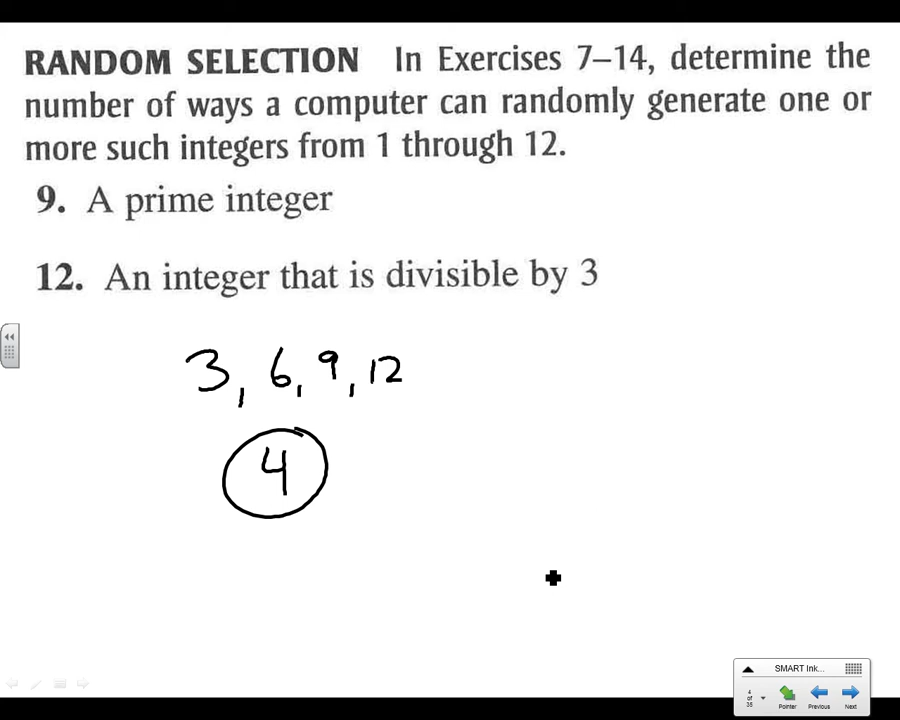 RANDOM SELECTION In Exercises 7–14, determine the
number of ways a computer can randomly generate one or
more such integers from 1 through 12.
9. A prime integer
12. An integer that is divisible by 3
3, 6, 9, 12
4
SMART Ink...
4
of
35
Pointer Previous Next